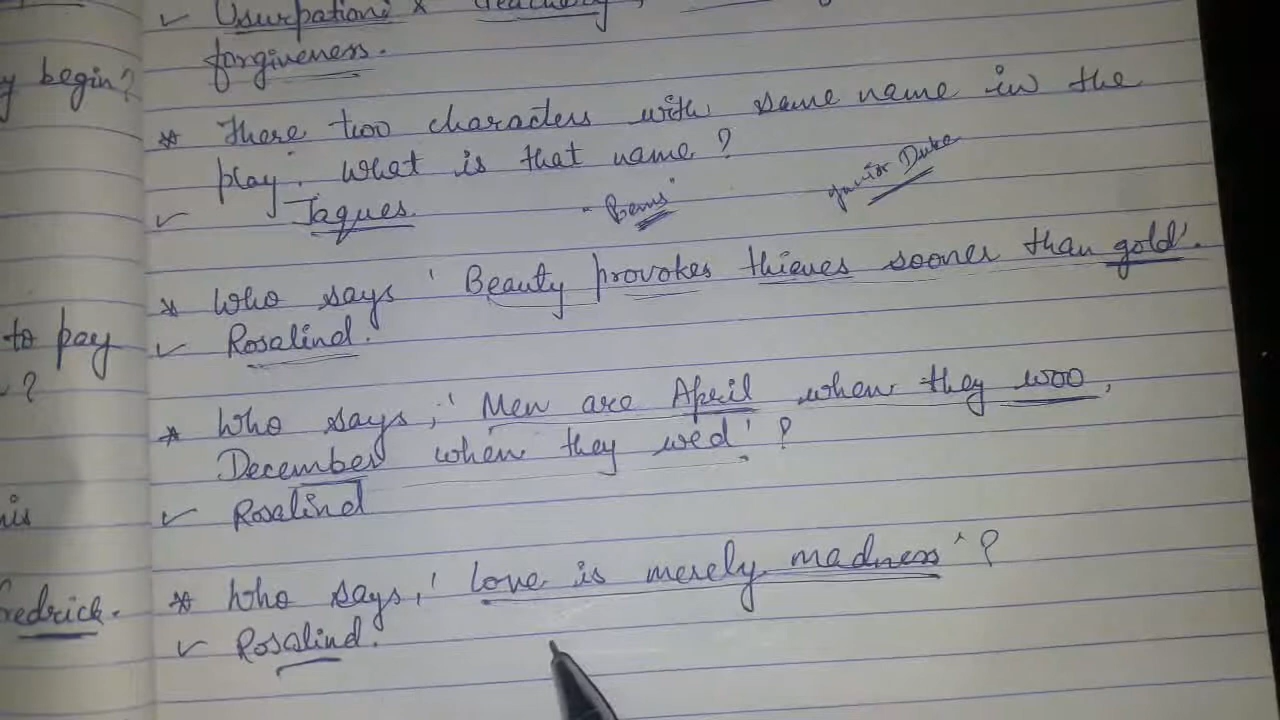 ✓ Usurpation &
forgiveness.
y begin?
* There two characters with same name in the
play. What is that name?
✓ Jaques.
Duke
* Who says 'Beauty provokes thieves sooner than gold'.
to pay
✓ Rosalind.
?
* Who says, 'Men are April when they woo,
December when they wed'?
✓ Rosalind
is
* Who says, 'Love is merely madness'?
redrick.
✓ Rosalind.